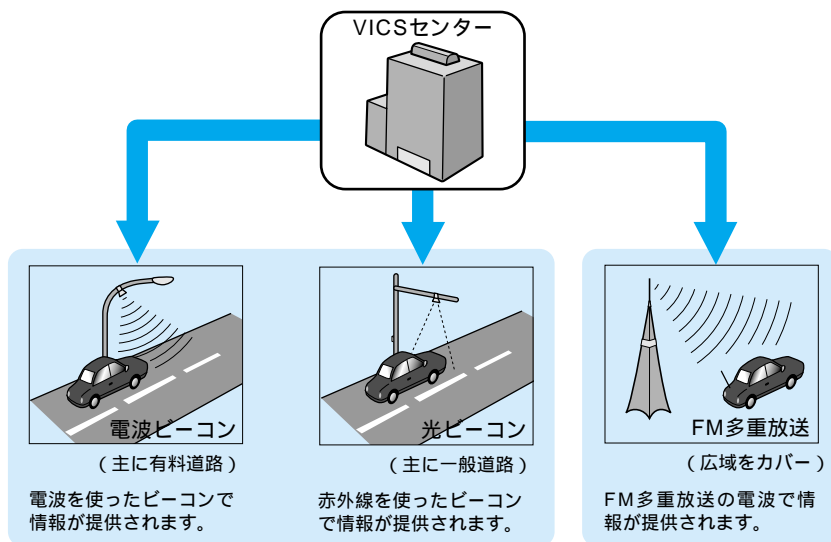 VICSセンター
電波ビーコン
（主に有料道路）
電波を使ったビーコンで
情報が提供されます。
光ビーコン
（主に一般道路）
赤外線を使ったビーコン
で情報が提供されます。
FM多重放送
（広域をカバー）
FM多重放送の電波で情
報が提供されます。